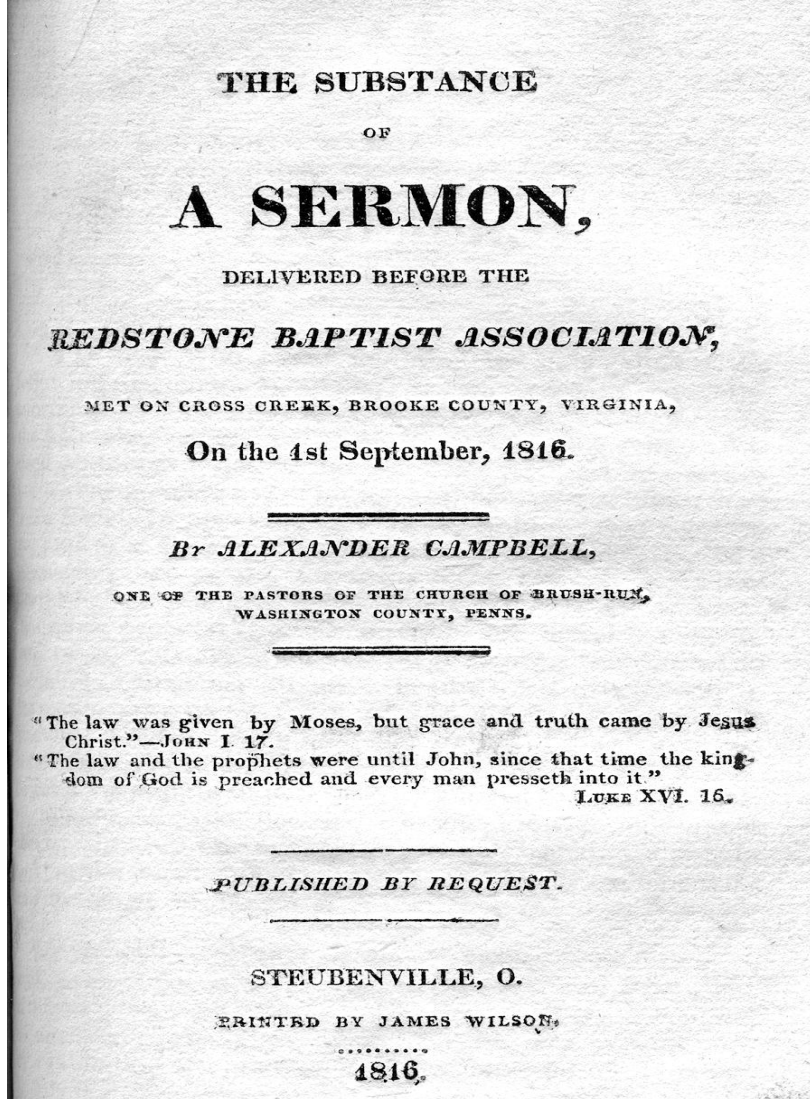 THE SUBSTANCE
OF
A SERMON,
DELIVERED BEFORE THE
REDSTONE BAPTIST ASSOCIATION,
MET ON CROSS CREEK, BROOKE COUNTY, VIRGINIA,
On the 1st September, 1816.
By ALEXANDER CAMPBELL,
ONE OF THE PASTORS OF THE CHURCH OF BRUSH-RUN,
WASHINGTON COUNTY, PENNS.
"The law was given by Moses, but grace and truth came by Jesus
Christ."—JOHN I. 17.
"The law and the prophets were until John, since that time the king-
dom of God is preached and every man presseth into it."
LUKE XVI. 16.
PUBLISHED BY REQUEST.
STEUBENVILLE, O.
PRINTED BY JAMES WILSON.
1816.